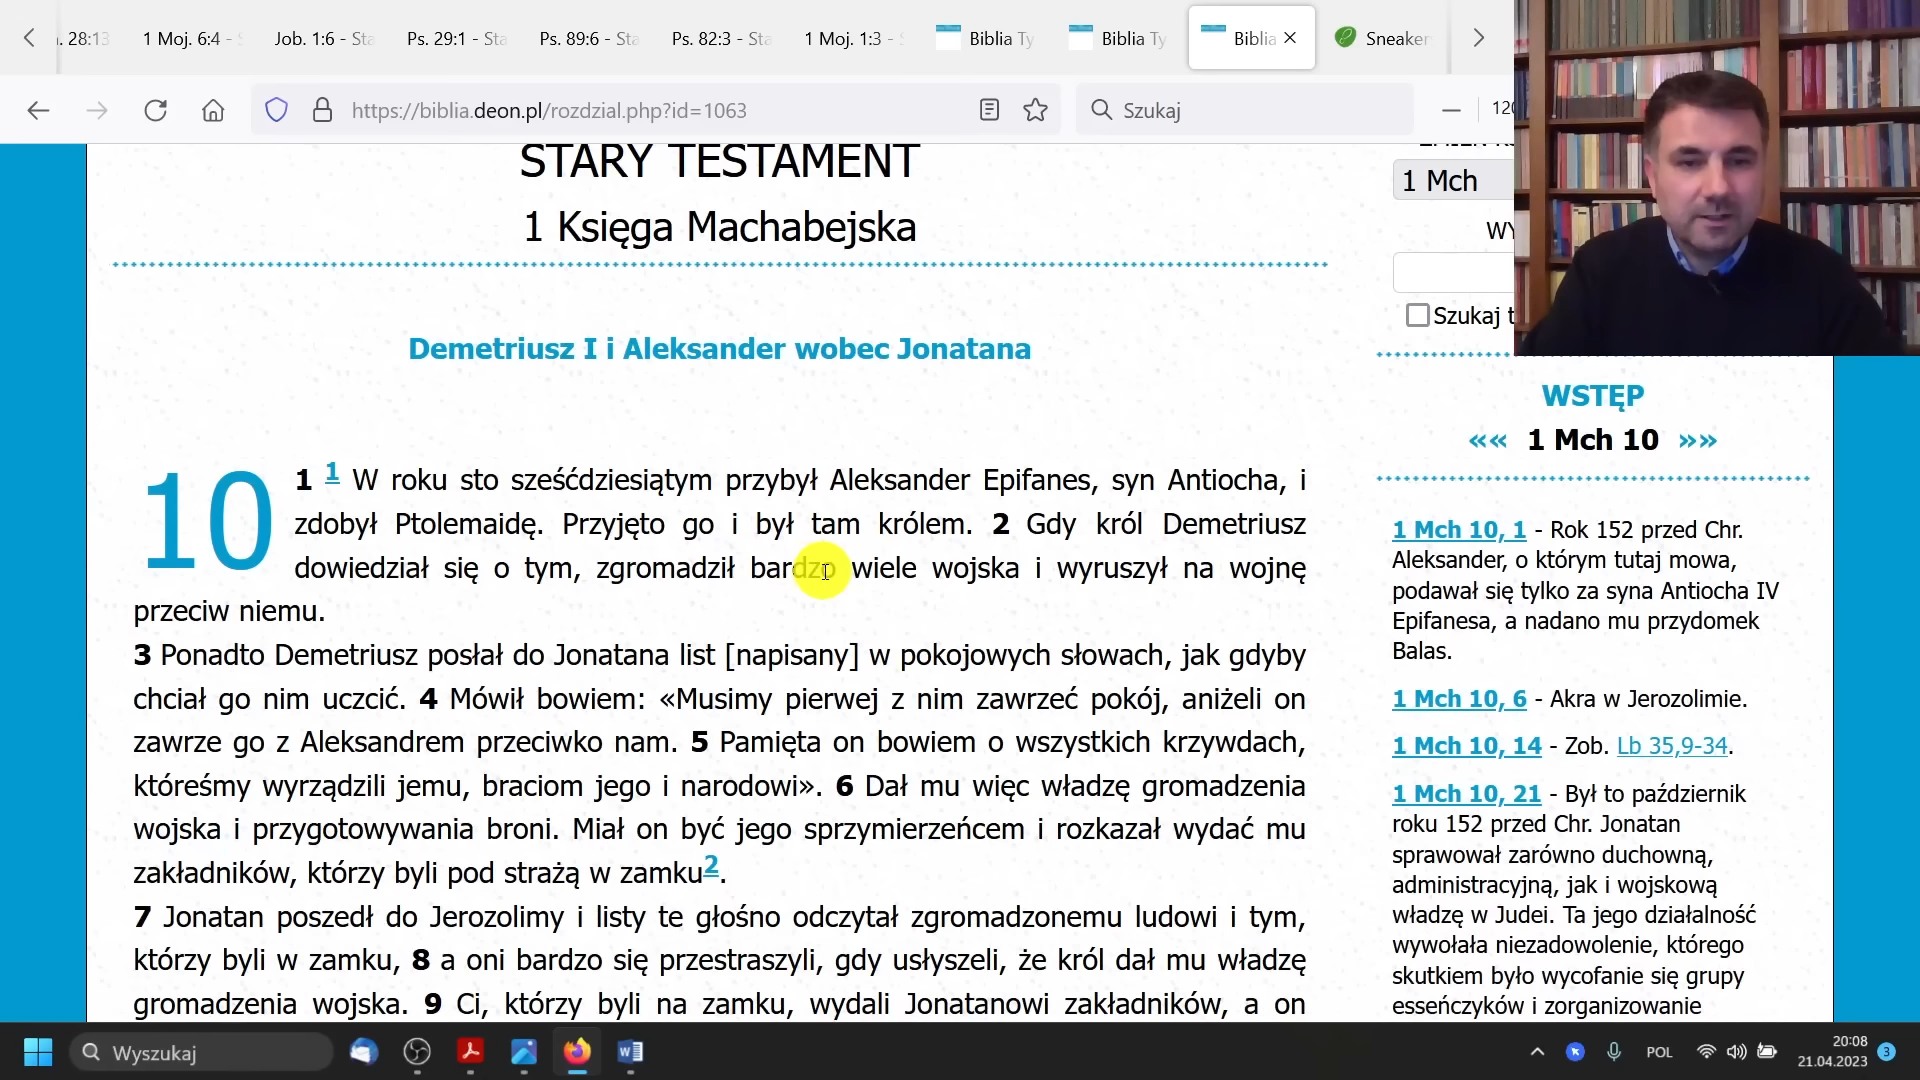 . 28:13
1 Moj. 6:4 - S
Job. 1:6 - Sta
Ps. 29:1 - Sta
Ps. 89:6 - Sta
Ps. 82:3 - Sta
1 Moj. 1:3 - S
Biblia Ty
Biblia Ty
Biblia
Sneaker
https://biblia.deon.pl/rozdzial.php?id=1063
Szukaj
120
STARY TESTAMENT
1 Księga Machabejska
Demetriusz I i Aleksander wobec Jonatana
10
1 1 W roku sto sześćdziesiątym przybył Aleksander Epifanes, syn Antiocha, i
zdobył Ptolemaidę. Przyjęto go i był tam królem. 2 Gdy król Demetriusz
dowiedział się o tym, zgromadził bardzo wiele wojska i wyruszył na wojnę
przeciw niemu.
3 Ponadto Demetriusz posłał do Jonatana list [napisany] w pokojowych słowach, jak gdyby
chciał go nim uczcić. 4 Mówił bowiem: «Musimy pierwej z nim zawrzeć pokój, aniżeli on
zawrze go z Aleksandrem przeciwko nam. 5 Pamięta on bowiem o wszystkich krzywdach,
któreśmy wyrządzili jemu, braciom jego i narodowi». 6 Dał mu więc władzę gromadzenia
wojska i przygotowywania broni. Miał on być jego sprzymierzeńcem i rozkazał wydać mu
zakładników, którzy byli pod strażą w zamku2.
7 Jonatan poszedł do Jerozolimy i listy te głośno odczytał zgromadzonemu ludowi i tym,
którzy byli w zamku, 8 a oni bardzo się przestraszyli, gdy usłyszeli, że król dał mu władzę
gromadzenia wojska. 9 Ci, którzy byli na zamku, wydali Jonatanowi zakładników, a on
1 Mch
WY
Szukaj t
WSTĘP
«« 1 Mch 10 »»
1 Mch 10, 1 - Rok 152 przed Chr.
Aleksander, o którym tutaj mowa,
podawał się tylko za syna Antiocha IV
Epifanesa, a nadano mu przydomek
Balas.
1 Mch 10, 6 - Akra w Jerozolimie.
1 Mch 10, 14 - Zob. Lb 35,9-34.
1 Mch 10, 21 - Był to październik
roku 152 przed Chr. Jonatan
sprawował zarówno duchowną,
administracyjną, jak i wojskową
władzę w Judei. Ta jego działalność
wywołała niezadowolenie, którego
skutkiem było wycofanie się grupy
esseńczyków i zorganizowanie
Wyszukaj
POL
20:08
21.04.2023
3